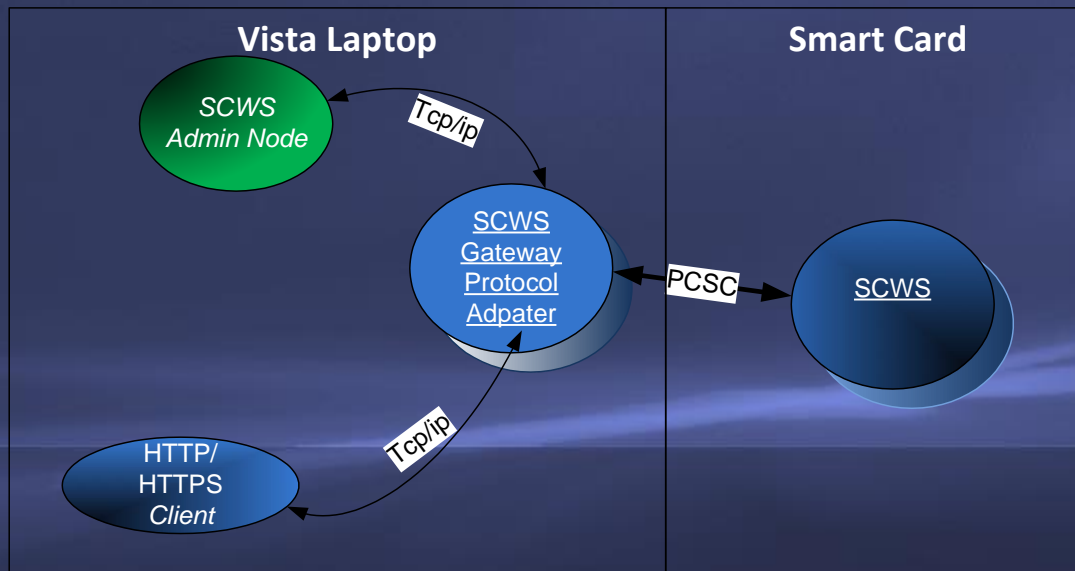 Vista Laptop
Smart Card
SCWS
Admin Node
Tcp/ip
SCWS
Gateway
Protocol
Adpater
PCSC
SCWS
Tcp/ip
HTTP/
HTTPS
Client